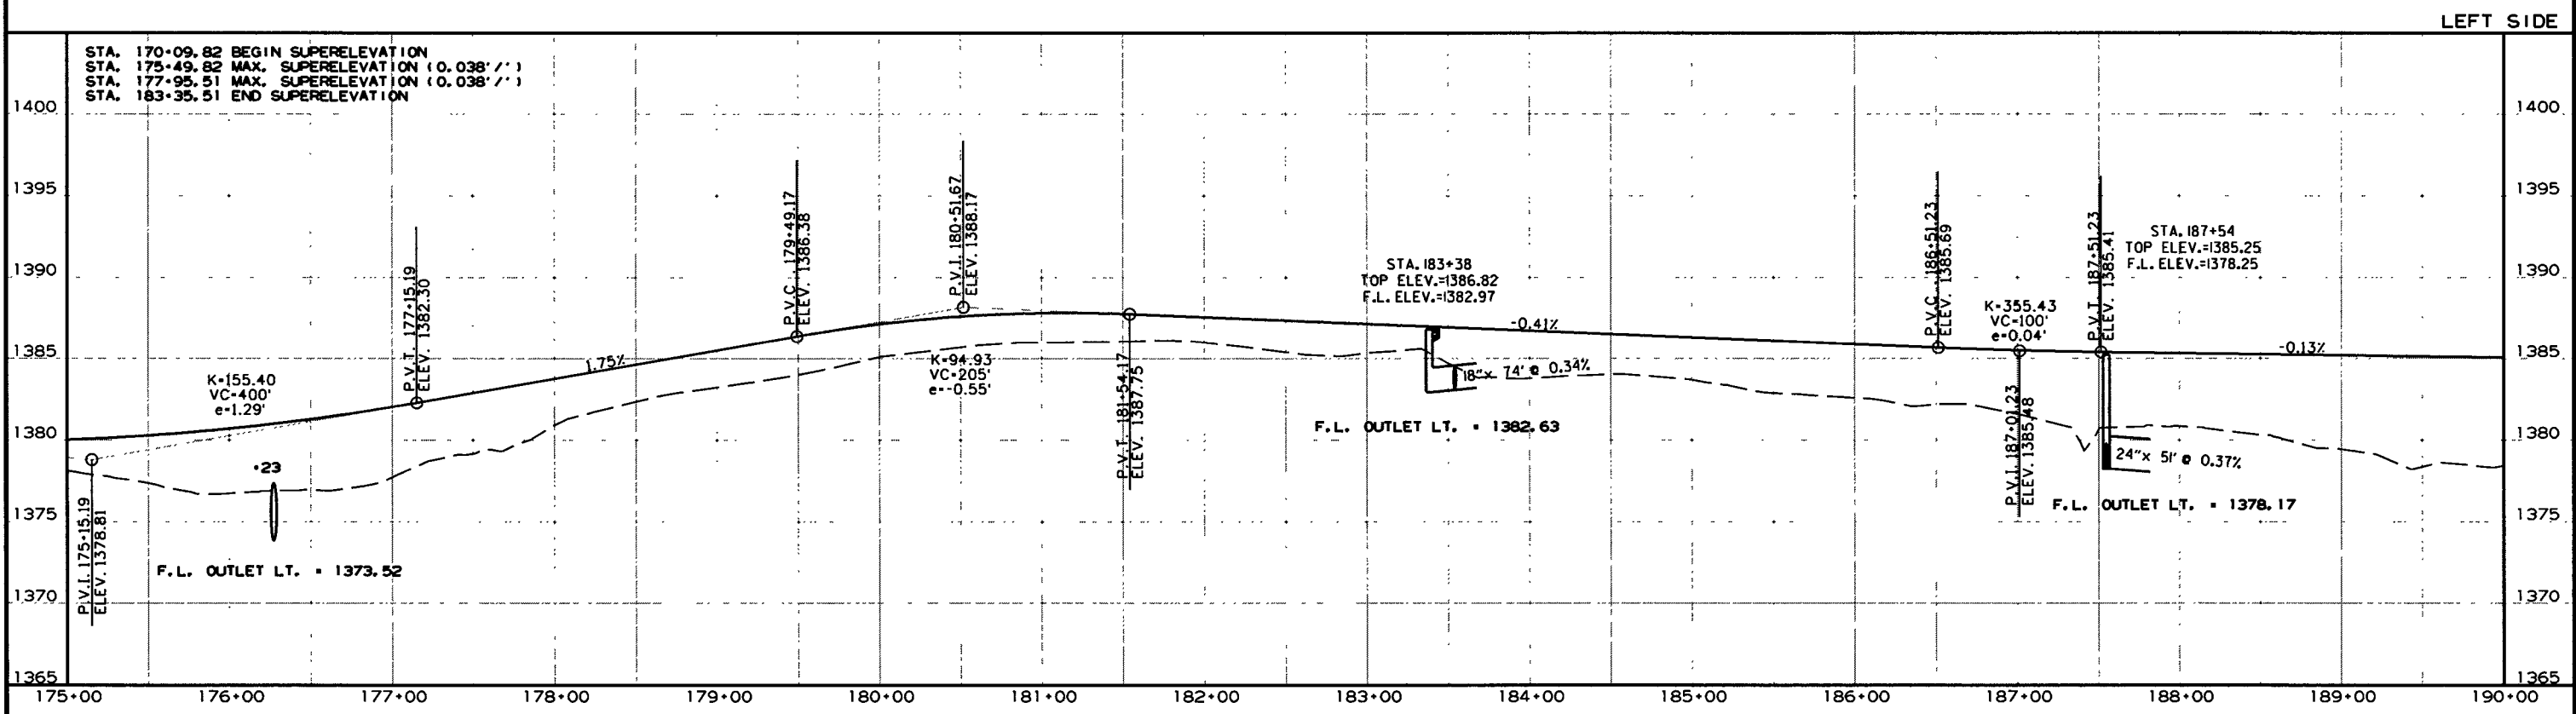 LEFT SIDE
STA. 170+09.82 BEGIN SUPERELEVATION
STA. 175+49.82 MAX. SUPERELEVATION (0.038'/')
STA. 177+95.51 MAX. SUPERELEVATION (0.038'/')
STA. 183+35.51 END SUPERELEVATION
1400
1395
1390
1385
1380
1375
1370
1365
P.V.I. 175+15.19
ELEV. 1378.81
K=155.40
VC=400'
e=1.29'
+23
F.L. OUTLET LT. = 1373.52
P.V.T. 177+15.19
ELEV. 1382.30
1.75%
P.V.C. 179+49.17
ELEV. 1386.38
P.V.I. 180+51.67
ELEV. 1388.17
K=94.93
VC=205'
e=-0.55'
P.V.T. 181+54.17
ELEV. 1387.75
STA. 183+38
TOP ELEV.=1386.82
F.L. ELEV.=1382.97
18"x 74' @ 0.34%
F.L. OUTLET LT. = 1382.63
-0.41%
P.V.C. 186+51.23
ELEV. 1385.69
K=355.43
VC=100'
e=0.04'
P.V.I. 187+01.23
ELEV. 1385.48
P.V.T. 187+51.23
ELEV. 1385.41
STA. 187+54
TOP ELEV.=1385.25
F.L. ELEV.=1378.25
-0.13%
24"x 51' @ 0.37%
F.L. OUTLET LT. = 1378.17
1400
1395
1390
1385
1380
1375
1370
1365
175+00 176+00 177+00 178+00 179+00 180+00 181+00 182+00 183+00 184+00 185+00 186+00 187+00 188+00 189+00 190+00